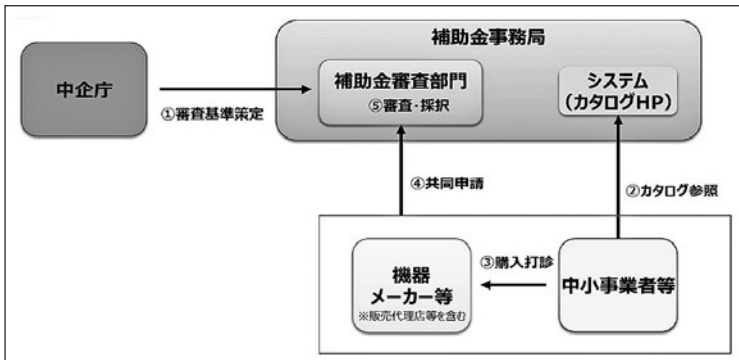 補助金事務局
中企庁
①審査基準策定
補助金審査部門
⑤審査・採択
システム
（カタログHP）
④共同申請
②カタログ参照
機器
メーカー等
※販売代理店等を含む
③購入打診
中小事業者等